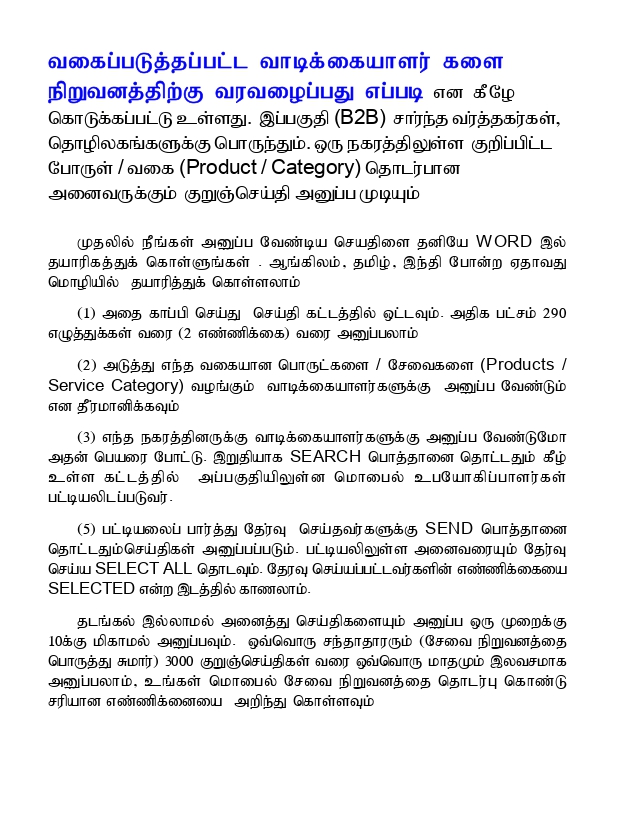 வகைப்படுத்தப்பட்ட வாடிக்கையாளர் களை
நிறுவனத்திற்கு வரவழைப்பது எப்படி என கீழே
கொடுக்கப்பட்டு உள்ளது. இப்பகுதி (B2B) சார்ந்த வர்த்தகர்கள்,
தொழிலகங்களுக்கு பொருந்தும். ஒரு நகரத்திலுள்ள குறிப்பிட்ட
போருள் / வகை (Product / Category) தொடர்பான
அனைவருக்கும் குறுஞ்செய்தி அனுப்ப முடியும்
முதலில் நீங்கள் அனுப்ப வேண்டிய செயதிளை தனியே WORD இல்
தயாரிகத்துக் கொள்ளுங்கள் . ஆங்கிலம், தமிழ், இந்தி போன்ற ஏதாவது
மொழியில் தயாரித்துக் கொள்ளலாம்
(1) அதை காப்பி செய்து செய்தி கட்டத்தில் ஒட்டவும். அதிக பட்சம் 290
எழுத்துக்கள் வரை (2 எண்ணிக்கை) வரை அனுப்பலாம்
(2) அடுத்து எந்த வகையான பொருட்களை / சேவைகளை (Products /
Service Category) வழங்கும் வாடிக்கையாளர்களுக்கு அனுப்ப வேண்டும்
என தீர்மானிக்கவும்
(3) எந்த நகரத்தினருக்கு வாடிக்கையாளர்களுக்கு அனுப்ப வேண்டுமோ
அதன் பெயரை போட்டு. இறுதியாக SEARCH பொத்தானை தொட்டதும் கீழ்
உள்ள கட்டத்தில் அப்பகுதியிலுள்ன மொபைல் உபயோகிப்பாளர்கள்
பட்டியலிடப்படுவர்.
(5) பட்டியலைப் பார்த்து தேர்வு செய்தவர்களுக்கு SEND பொத்தானை
தொட்டதும்செய்திகள் அனுப்பப்படும். பட்டியலிலுள்ள அனைவரையும் தேர்வு
செய்ய SELECT ALL தொடவும். தேரவு செய்யப்பட்டவர்களின் எண்ணிக்கையை
SELECTED என்ற இடத்தில் காணலாம்.
தடங்கல் இல்லாமல் அனைத்து செய்திகளையும் அனுப்ப ஒரு முறைக்கு
10க்கு மிகாமல் அனுப்பவும். ஒவ்வொரு சந்தாதாரரும் (சேவை நிறுவனத்தை
பொருத்து சுமார்) 3000 குறுஞ்செய்திகள் வரை ஒவ்வொரு மாதமும் இலவசமாக
அனுப்பலாம், உங்கள் மொபைல் சேவை நிறுவனத்தை தொடர்பு கொண்டு
சரியான எண்ணிக்னையை அறிந்து கொள்ளவும்